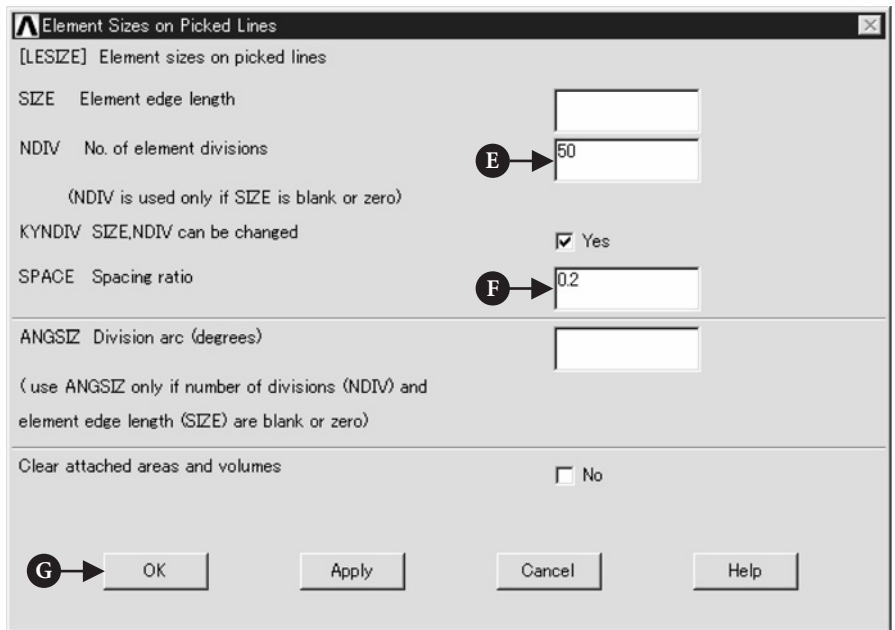 Element Sizes on Picked Lines
[LESIZE] Element sizes on picked lines
SIZE Element edge length
NDIV No. of element divisions
E
50
(NDIV is used only if SIZE is blank or zero)
KYNDIV SIZE,NDIV can be changed
Yes
SPACE Spacing ratio
F
0.2
ANGSIZ Division arc (degrees)
( use ANGSIZ only if number of divisions (NDIV) and
element edge length (SIZE) are blank or zero)
Clear attached areas and volumes
No
G
OK
Apply
Cancel
Help